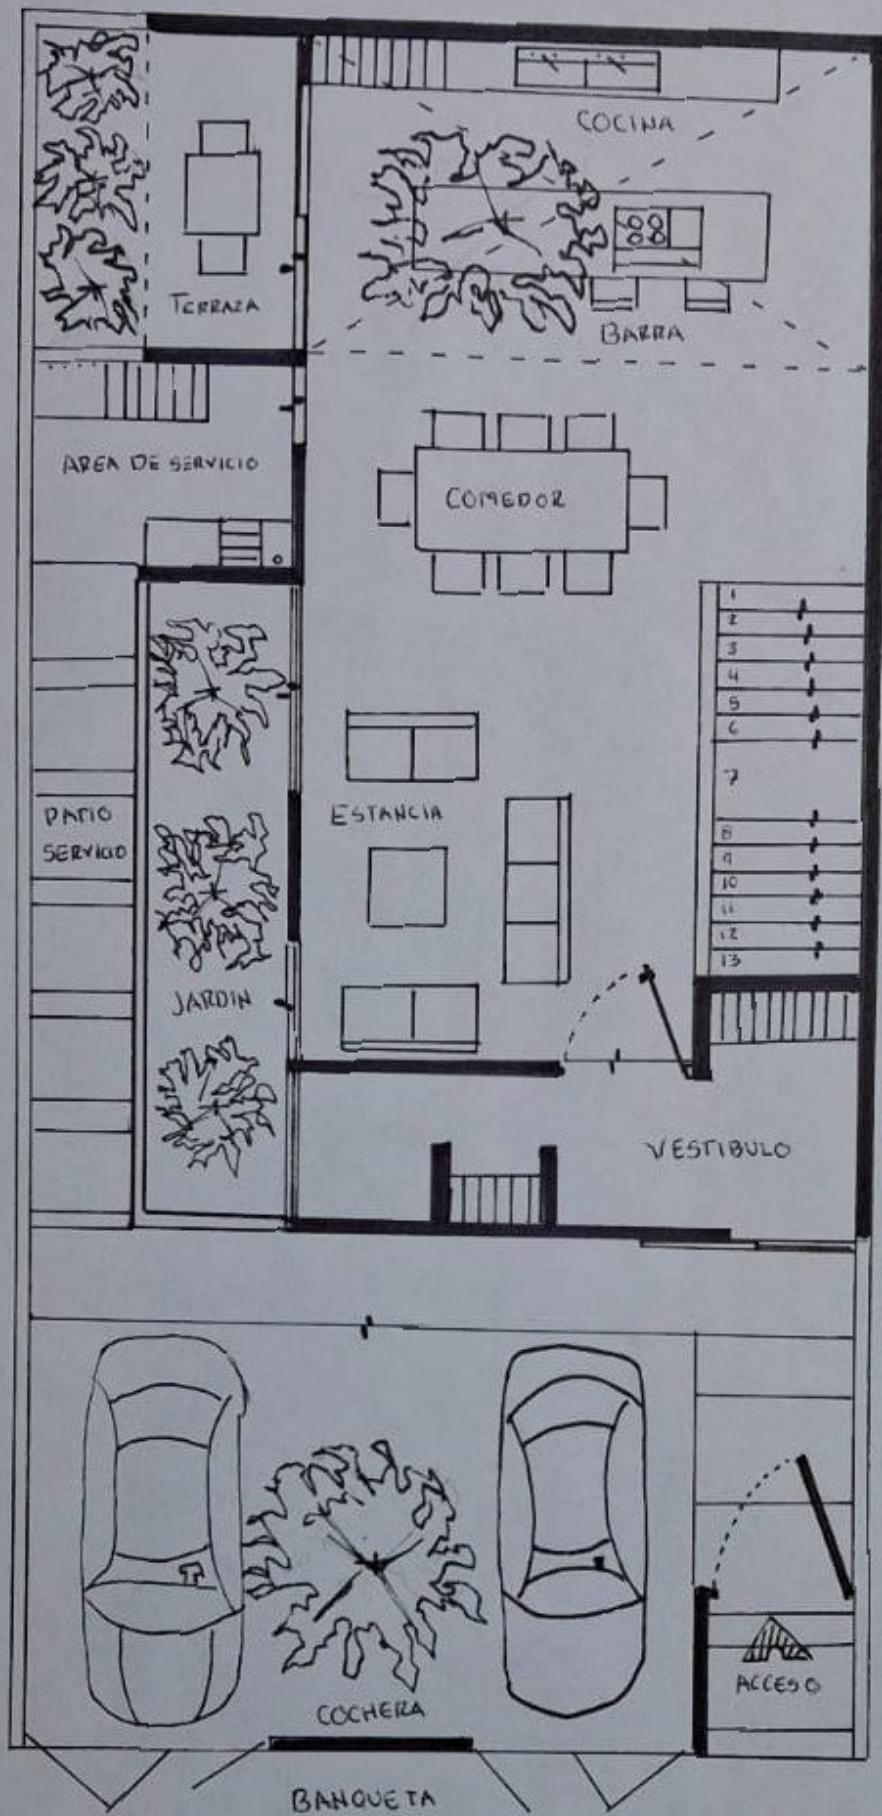 COCINA
TERRAZA
BARRA
AREA DE SERVICIO
COMEDOR
1
2
3
4
5
6
7
8
9
10
11
12
13
PATIO
SERVICIO
ESTANCIA
JARDIN
VESTIBULO
ACCESO
COCHERA
BANQUETA